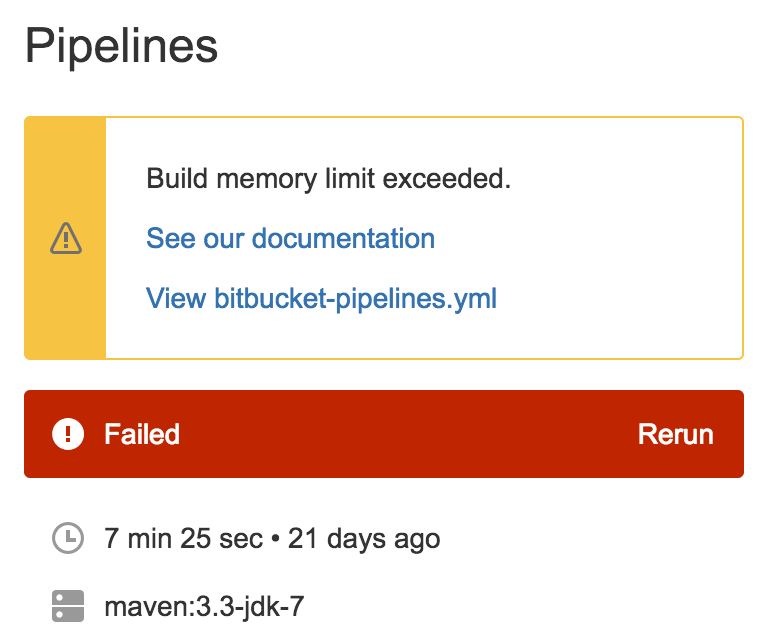 Pipelines
Build memory limit exceeded.
See our documentation
View bitbucket-pipelines.yml
Failed
Rerun
7 min 25 sec • 21 days ago
maven:3.3-jdk-7